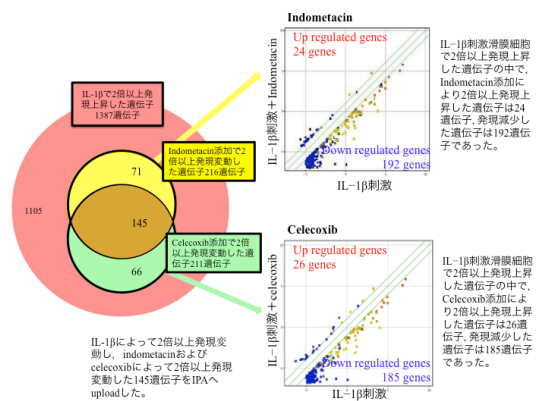 IL-1βで2倍以上発現
上昇した遺伝子
1387遺伝子
Indometacin添加で2
倍以上発現変動し
た遺伝子216遺伝子
71
1105
145
Celecoxib添加で2倍
以上発現変動した遺
伝子211遺伝子
66
IL-1βによって2倍以上発現変
動し，indometacinおよび
celecoxibによって2倍以上発現
変動した145遺伝子をIPAへ
uploadした。
Indometacin
Up regulated genes
24 genes
Down regulated genes
192 genes
IL−1β刺激＋Indometacin
IL−1β刺激
IL−1β刺激滑膜細胞
で2倍以上発現上昇
した遺伝子の中で，
Indometacin添加に
より2倍以上発現上
昇した遺伝子は24
遺伝子, 発現減少し
た遺伝子は192遺伝
子であった。
Celecoxib
Up regulated genes
26 genes
Down regulated genes
185 genes
IL−1β刺激＋celecoxib
IL−1β刺激
IL−1β刺激滑膜細胞
で2倍以上発現上昇
した遺伝子の中で，
Celecoxib添加によ
り2倍以上発現上昇
した遺伝子は26遺
伝子, 発現減少した
遺伝子は185遺伝子
であった。